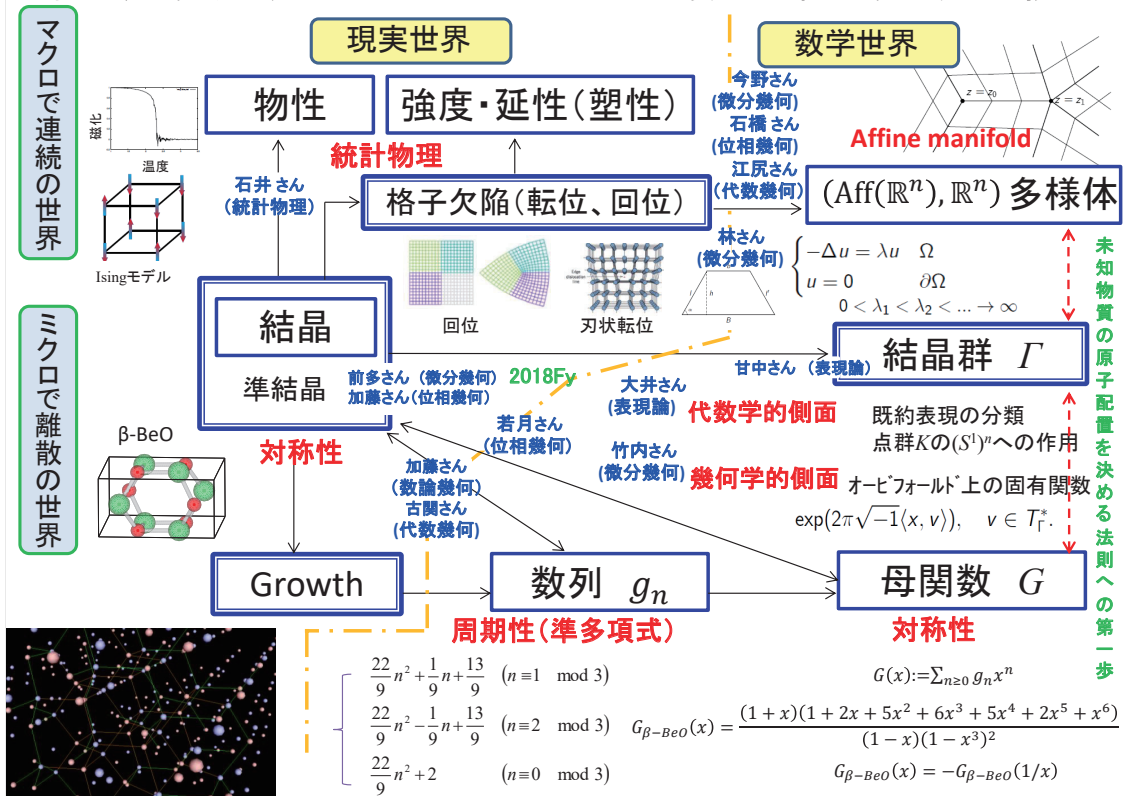 現実世界
数学世界
マクロで連続の世界
ミクロで離散の世界
磁化
温度
Isingモデル
物性
強度・延性(塑性)
統計物理
石井さん
(統計物理)
格子欠陥(転位、回位)
今野さん
(微分幾何)
石橋さん
(位相幾何)
江尻さん
(代数幾何)
z = z₀
z = z₁
Affine manifold
(Aff(ℝⁿ), ℝⁿ) 多様体
林さん
(微分幾何)
回位
刃状転位
h
B
−Δu = λu Ω
u = 0 ∂Ω
0 < λ₁ < λ₂ < ... → ∞
結晶
準結晶
対称性
前多さん (微分幾何)
加藤さん(位相幾何)
2018Fy
甘中さん (表現論)
結晶群 Γ
大井さん
(表現論)
代数学的側面
既約表現の分類
点群Kの(S¹)ⁿへの作用
若月さん
(位相幾何)
竹内さん
(微分幾何)
幾何学的側面
オービフォールド上の固有関数
exp(2π√−1⟨x, v⟩), v ∈ T*_Γ.
加藤さん
(数論幾何)
古関さん
(代数幾何)
β-BeO
Growth
数列 gₙ
母関数 G
周期性(準多項式)
対称性
未知物質の原子配置を決める法則への第一歩
22/9 n² + 1/9 n + 13/9 (n ≡ 1 mod 3)
22/9 n² − 1/9 n + 13/9 (n ≡ 2 mod 3)
22/9 n² + 2 (n ≡ 0 mod 3)
G(x):=∑_{n≥0} gₙxⁿ
G_{β−BeO}(x) = (1 + x)(1 + 2x + 5x² + 6x³ + 5x⁴ + 2x⁵ + x⁶) / (1 − x)(1 − x³)²
G_{β−BeO}(x) = −G_{β−BeO}(1/x)